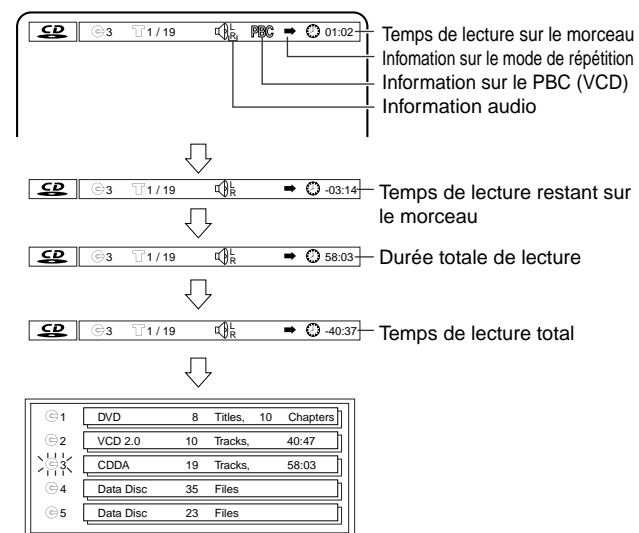 CD 3 T 1 / 19 L R PBC 01:02
Temps de lecture sur le morceau
Infomation sur le mode de répétition
Information sur le PBC (VCD)
Information audio
CD 3 T 1 / 19 L R -03:14
Temps de lecture restant sur
le morceau
CD 3 T 1 / 19 L R 58:03
Durée totale de lecture
CD 3 T 1 / 19 L R -40:37
Temps de lecture total
1 DVD 8 Titles, 10 Chapters
2 VCD 2.0 10 Tracks, 40:47
3 CDDA 19 Tracks, 58:03
4 Data Disc 35 Files
5 Data Disc 23 Files